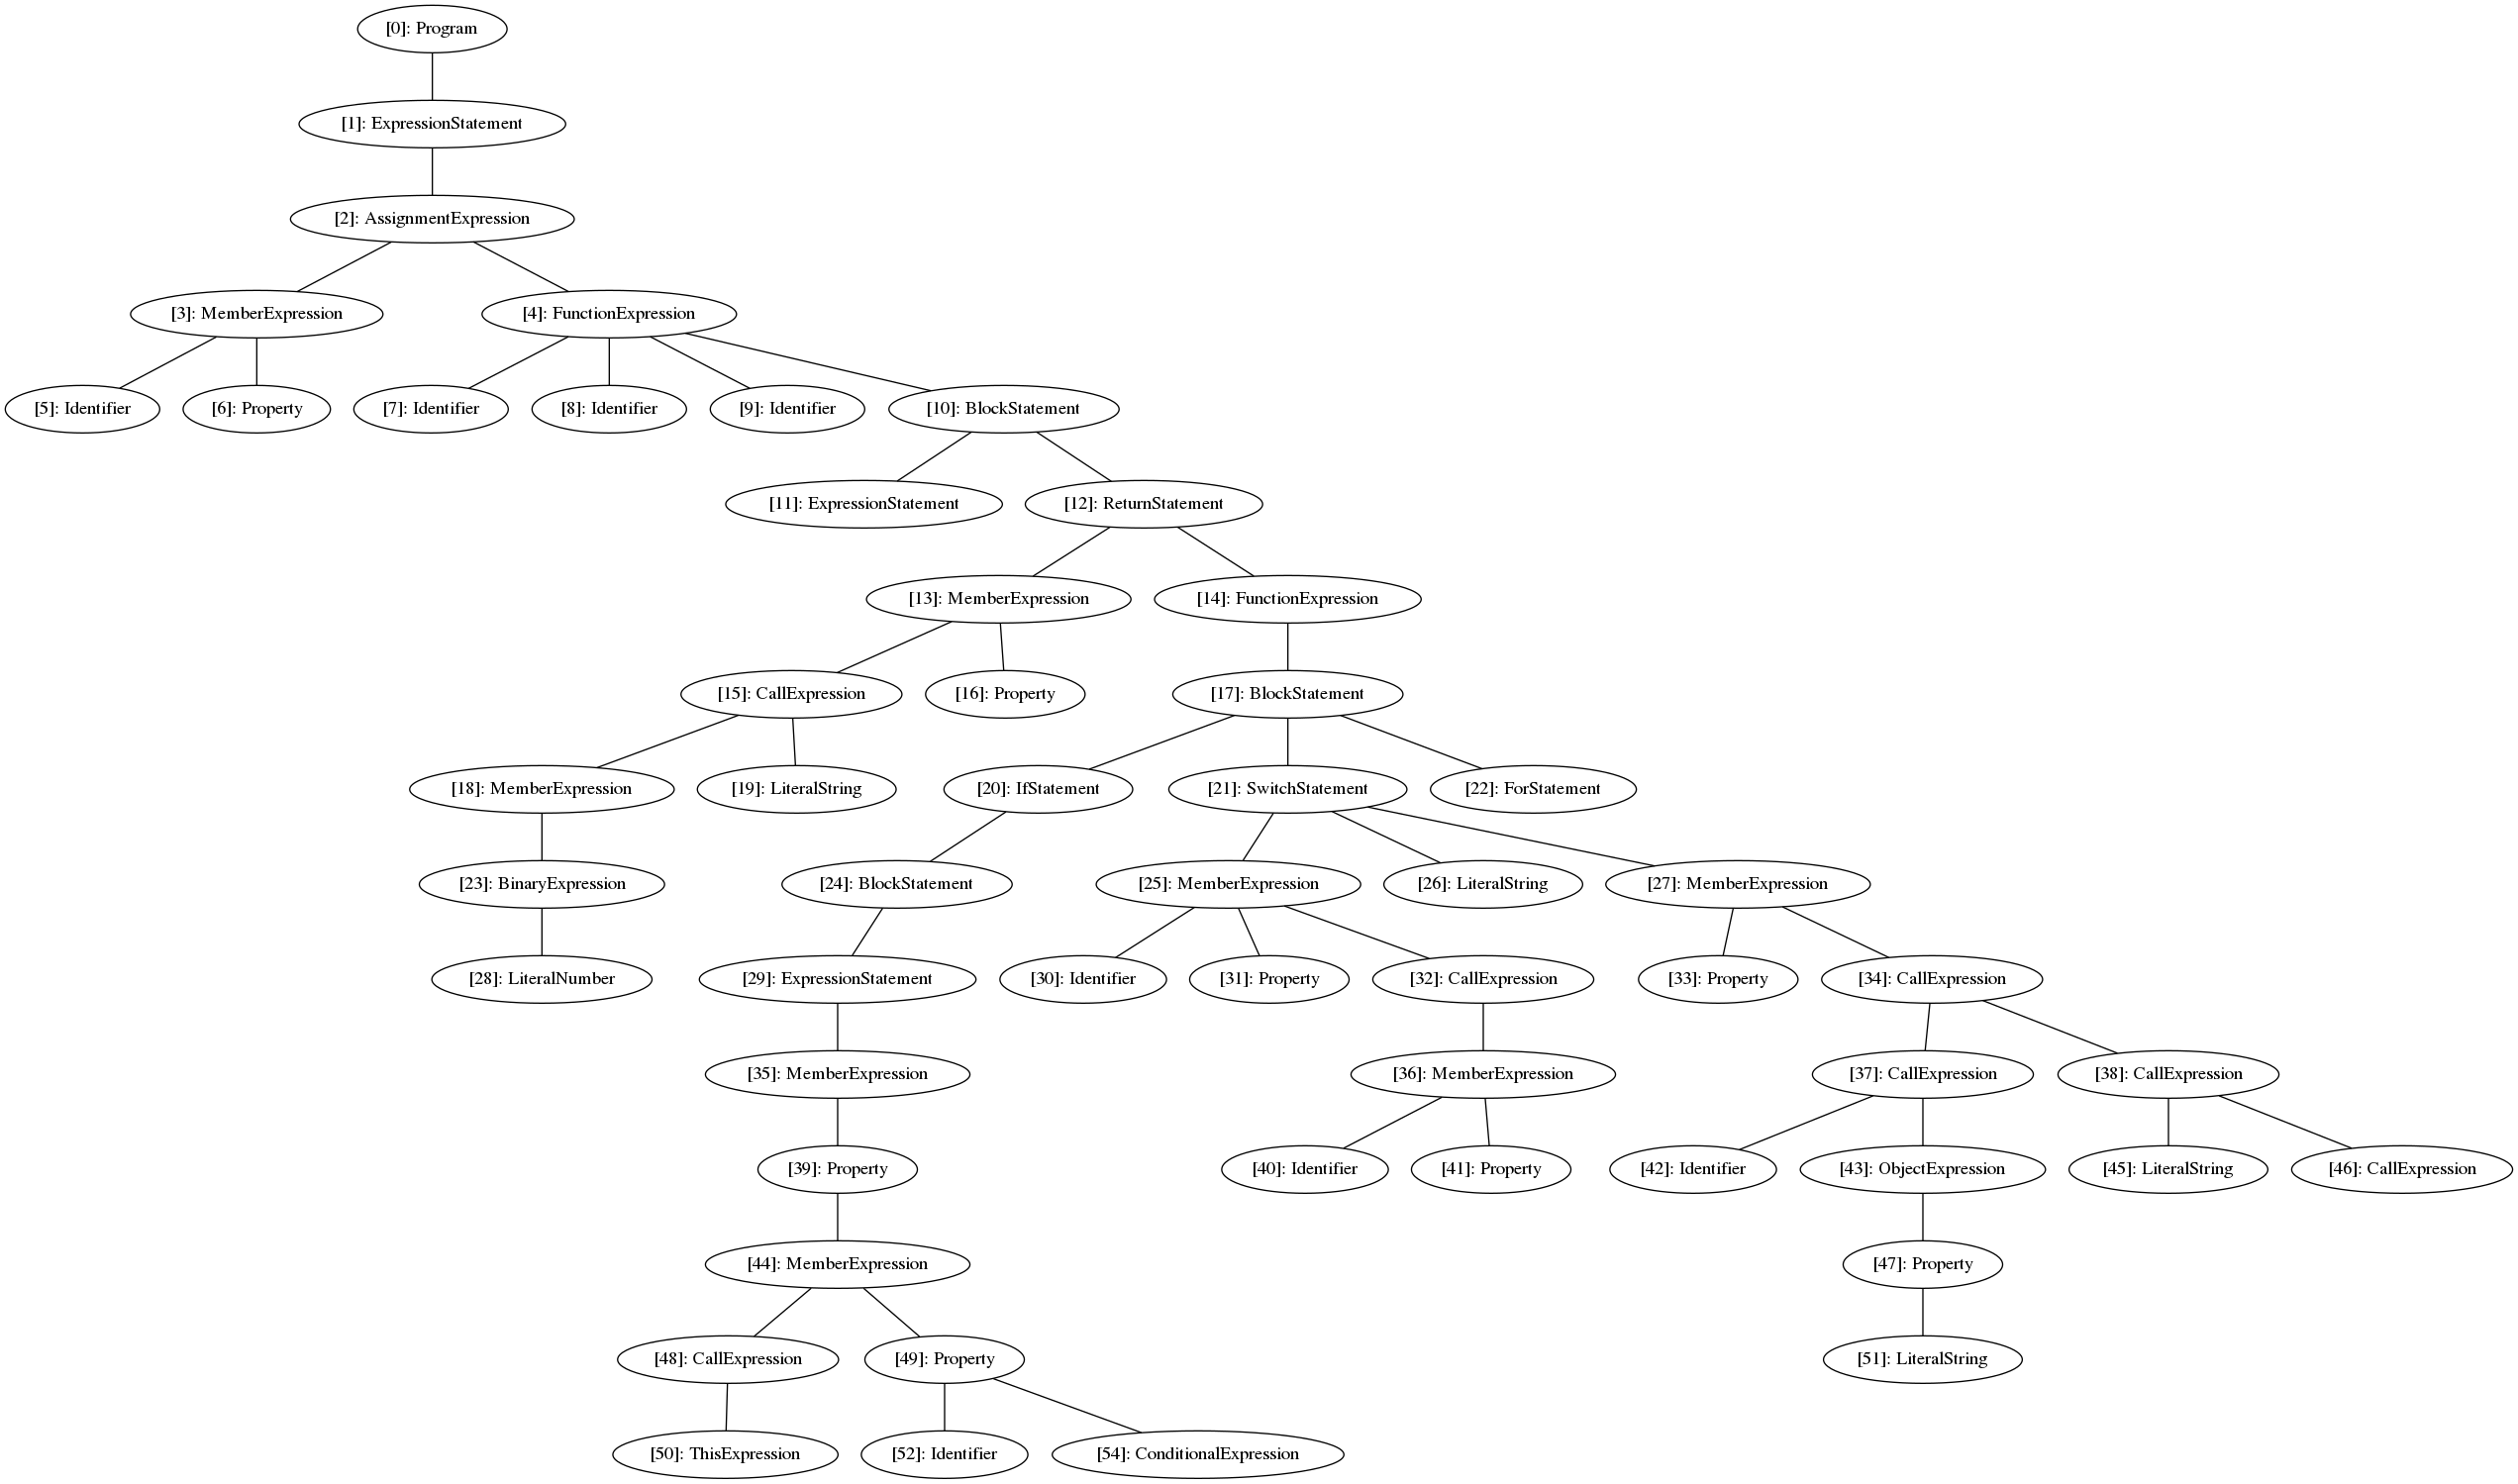 [0]: Program
[1]: ExpressionStatement
[2]: AssignmentExpression
[3]: MemberExpression
[4]: FunctionExpression
[5]: Identifier
[6]: Property
[7]: Identifier
[8]: Identifier
[9]: Identifier
[10]: BlockStatement
[11]: ExpressionStatement
[12]: ReturnStatement
[13]: MemberExpression
[14]: FunctionExpression
[15]: CallExpression
[16]: Property
[17]: BlockStatement
[18]: MemberExpression
[19]: LiteralString
[20]: IfStatement
[21]: SwitchStatement
[22]: ForStatement
[23]: BinaryExpression
[24]: BlockStatement
[25]: MemberExpression
[26]: LiteralString
[27]: MemberExpression
[28]: LiteralNumber
[29]: ExpressionStatement
[30]: Identifier
[31]: Property
[32]: CallExpression
[33]: Property
[34]: CallExpression
[35]: MemberExpression
[36]: MemberExpression
[37]: CallExpression
[38]: CallExpression
[39]: Property
[40]: Identifier
[41]: Property
[42]: Identifier
[43]: ObjectExpression
[45]: LiteralString
[46]: CallExpression
[44]: MemberExpression
[47]: Property
[48]: CallExpression
[49]: Property
[51]: LiteralString
[50]: ThisExpression
[52]: Identifier
[54]: ConditionalExpression